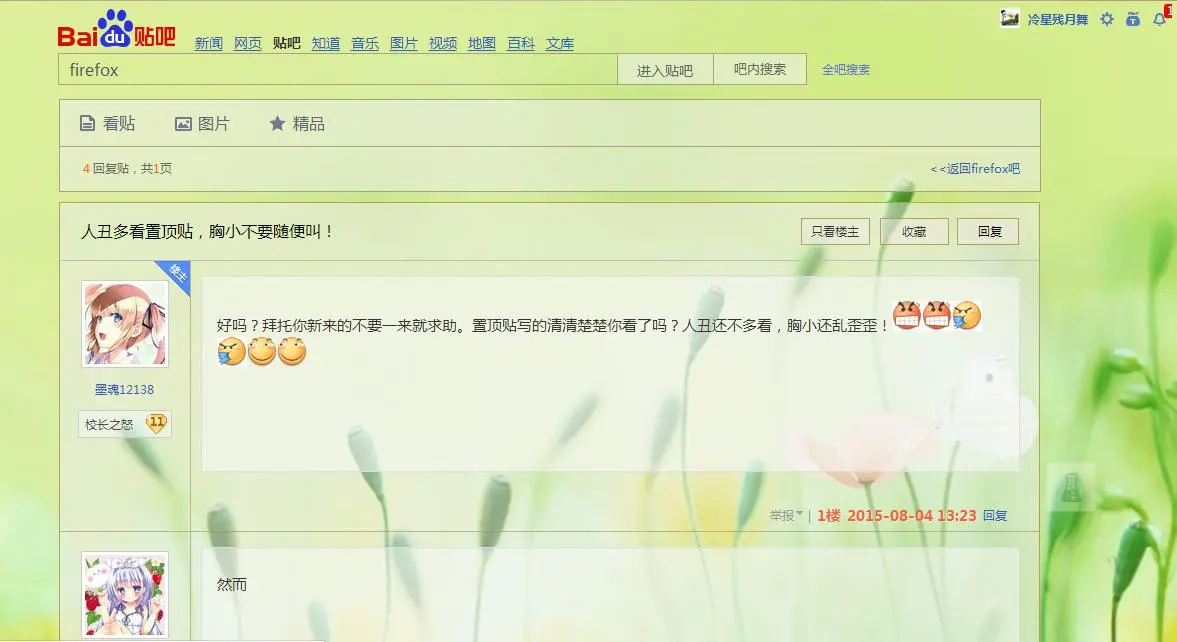 冷星残月舞 1
Bai du 贴吧 新闻 网页 贴吧 知道 音乐 图片 视频 地图 百科 文库
firefox 进入贴吧 吧内搜索 全吧搜索
看贴 图片 精品
4 回复贴，共1页 <<返回firefox吧
人丑多看置顶贴，胸小不要随便叫！ 只看楼主 收藏 回复
楼主
好吗？拜托你新来的不要一来就求助。置顶贴写的清清楚楚你看了吗？人丑还不多看，胸小还乱歪歪！
墨魂12138
校长之怒 11
举报 | 1楼 2015-08-04 13:23 回复
然而